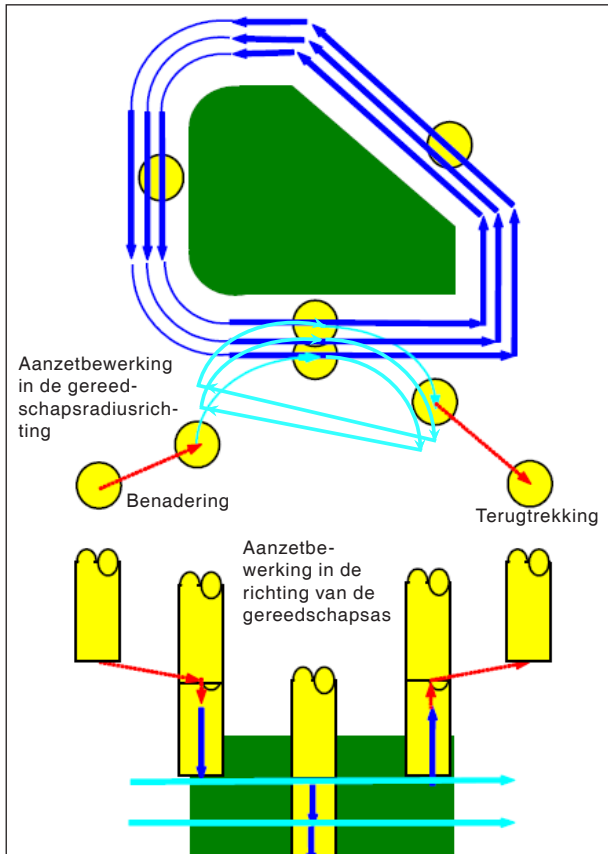 Aanzetbewerking
in de gereed-
schapsradiusrich-
ting
Benadering
Terugtrekking
Aanzetbe-
werking in de
richting van de
gereedschapsas